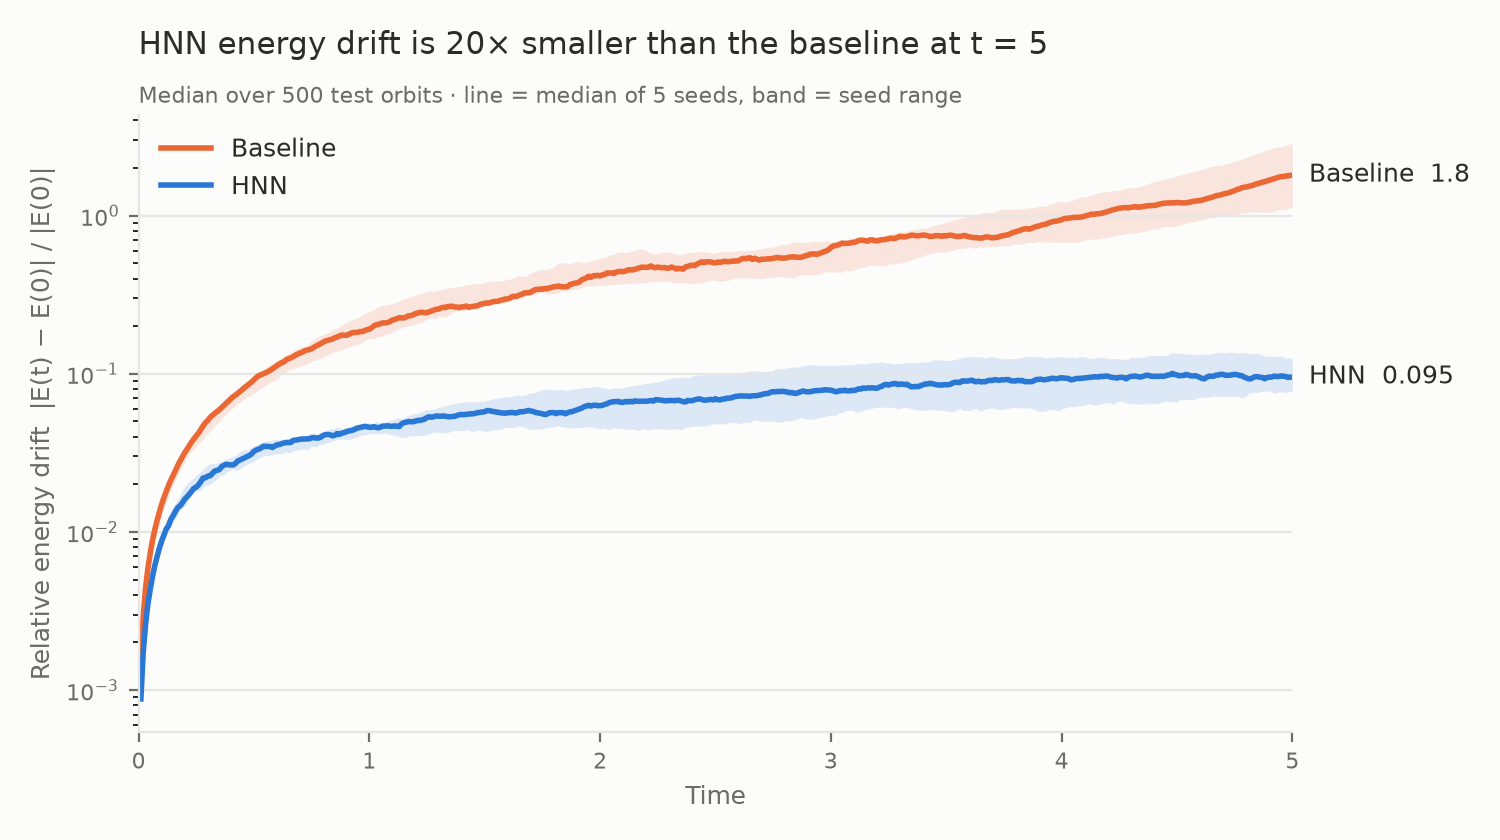 HNN energy drift is 20× smaller than the baseline at t = 5
Median over 500 test orbits · line = median of 5 seeds, band = seed range
Baseline
HNN
Relative energy drift |E(t) − E(0)| / |E(0)|
10⁰
10⁻¹
10⁻²
10⁻³
Baseline 1.8
HNN 0.095
0 1 2 3 4 5
Time